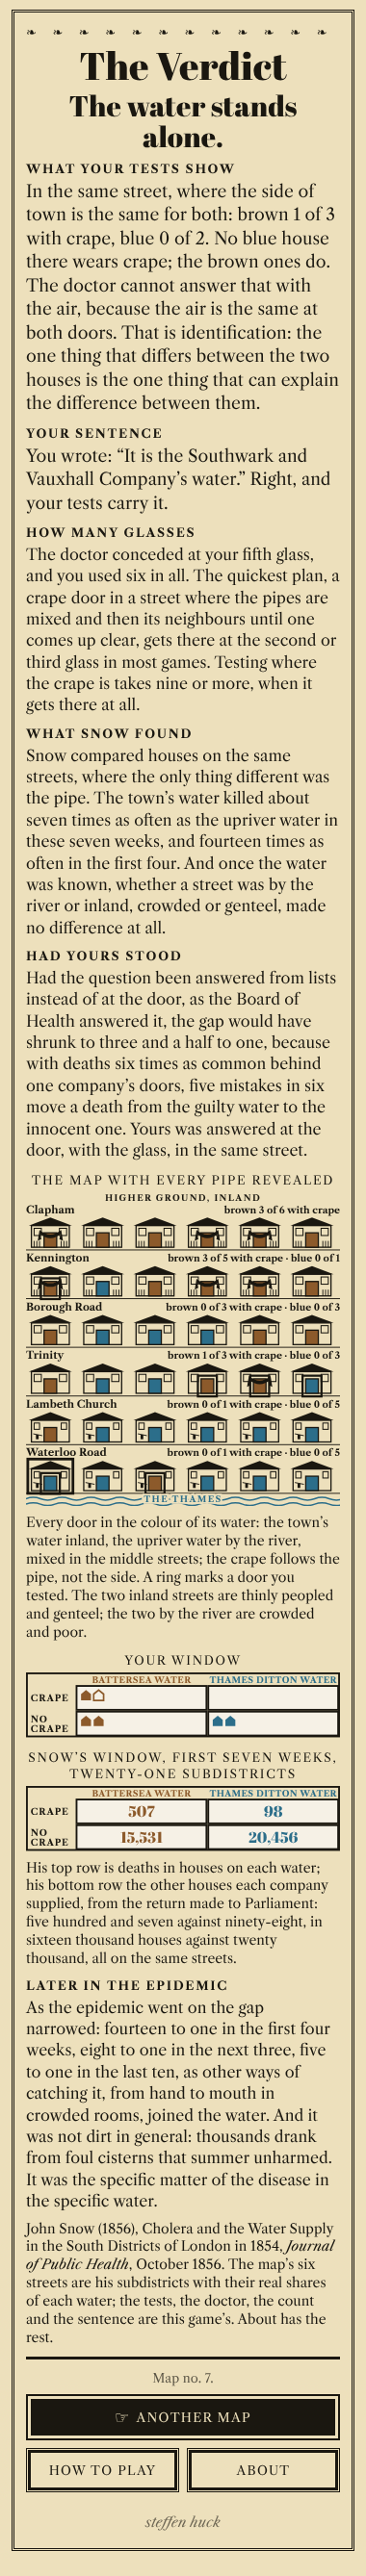 The Verdict
The water stands
alone.
WHAT YOUR TESTS SHOW
In the same street, where the side of
town is the same for both: brown 1 of 3
with crape, blue 0 of 2. No blue house
there wears crape; the brown ones do.
The doctor cannot answer that with
the air, because the air is the same at
both doors. That is identification: the
one thing that differs between the two
houses is the one thing that can explain
the difference between them.
YOUR SENTENCE
You wrote: “It is the Southwark and
Vauxhall Company’s water.” Right, and
your tests carry it.
HOW MANY GLASSES
The doctor conceded at your fifth glass,
and you used six in all. The quickest plan, a
crape door in a street where the pipes are
mixed and then its neighbours until one
comes up clear, gets there at the second or
third glass in most games. Testing where
the crape is takes nine or more, when it
gets there at all.
WHAT SNOW FOUND
Snow compared houses on the same
streets, where the only thing different was
the pipe. The town’s water killed about
seven times as often as the upriver water in
these seven weeks, and fourteen times as
often in the first four. And once the water
was known, whether a street was by the
river or inland, crowded or genteel, made
no difference at all.
HAD YOURS STOOD
Had the question been answered from lists
instead of at the door, as the Board of
Health answered it, the gap would have
shrunk to three and a half to one, because
with deaths six times as common behind
one company’s doors, five mistakes in six
move a death from the guilty water to the
innocent one. Yours was answered at the
door, with the glass, in the same street.
THE MAP WITH EVERY PIPE REVEALED
HIGHER GROUND, INLAND
Clapham brown 3 of 6 with crape
Kennington brown 3 of 5 with crape · blue 0 of 1
Borough Road brown 0 of 3 with crape · blue 0 of 3
Trinity brown 1 of 3 with crape · blue 0 of 3
Lambeth Church brown 0 of 1 with crape · blue 0 of 5
Waterloo Road brown 0 of 1 with crape · blue 0 of 5
THE THAMES
Every door in the colour of its water: the town’s
water inland, the upriver water by the river,
mixed in the middle streets; the crape follows the
pipe, not the side. A ring marks a door you
tested. The two inland streets are thinly peopled
and genteel; the two by the river are crowded
and poor.
YOUR WINDOW
BATTERSEA WATER THAMES DITTON WATER
CRAPE
NO
CRAPE
SNOW’S WINDOW, FIRST SEVEN WEEKS,
TWENTY-ONE SUBDISTRICTS
BATTERSEA WATER THAMES DITTON WATER
CRAPE 507 98
NO
CRAPE 15,531 20,456
His top row is deaths in houses on each water;
his bottom row the other houses each company
supplied, from the return made to Parliament:
five hundred and seven against ninety-eight, in
sixteen thousand houses against twenty
thousand, all on the same streets.
LATER IN THE EPIDEMIC
As the epidemic went on the gap
narrowed: fourteen to one in the first four
weeks, eight to one in the next three, five
to one in the last ten, as other ways of
catching it, from hand to mouth in
crowded rooms, joined the water. And it
was not dirt in general: thousands drank
from foul cisterns that summer unharmed.
It was the specific matter of the disease in
the specific water.
John Snow (1856), Cholera and the Water Supply
in the South Districts of London in 1854, Journal
of Public Health, October 1856. The map’s six
streets are his subdistricts with their real shares
of each water; the tests, the doctor, the count
and the sentence are this game’s. About has the
rest.
Map no. 7.
☞ ANOTHER MAP
HOW TO PLAY ABOUT
steffen huck